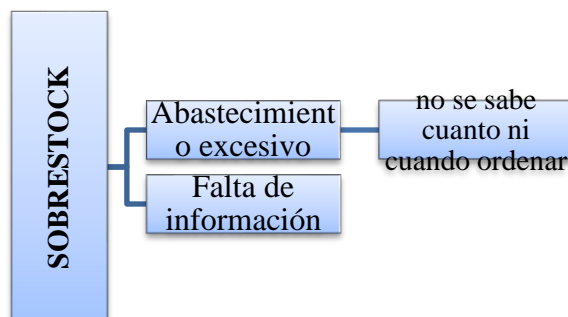 SOBRESTOCK
Abastecimient
o excesivo
no se sabe
cuanto ni
cuando ordenar
Falta de
información